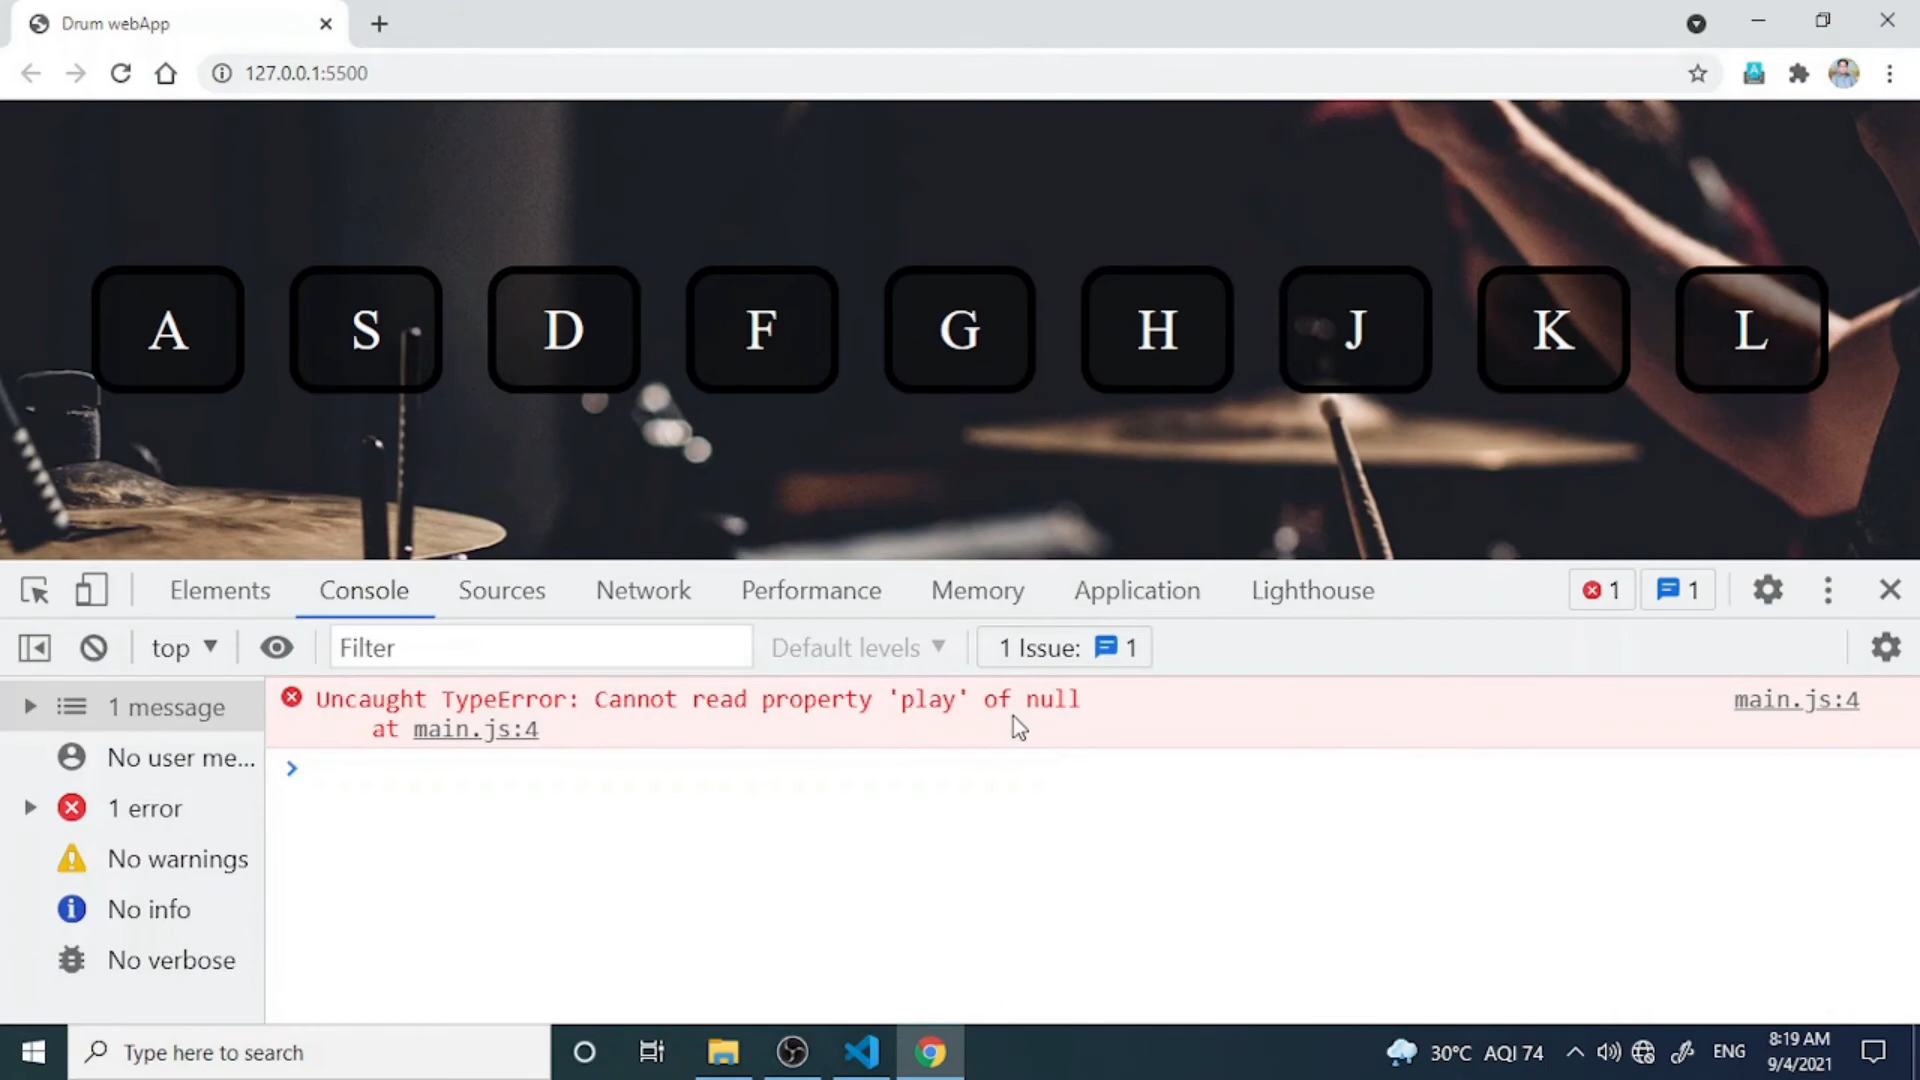 Drum webApp
127.0.0.1:5500
A S D F G H J K L
Elements Console Sources Network Performance Memory Application Lighthouse 1 1
top Filter Default levels 1 Issue: 1
1 message
Uncaught TypeError: Cannot read property 'play' of null main.js:4
at main.js:4
No user me...
1 error
No warnings
No info
No verbose
Type here to search
30°C AQI 74 ENG
8:19 AM
9/4/2021